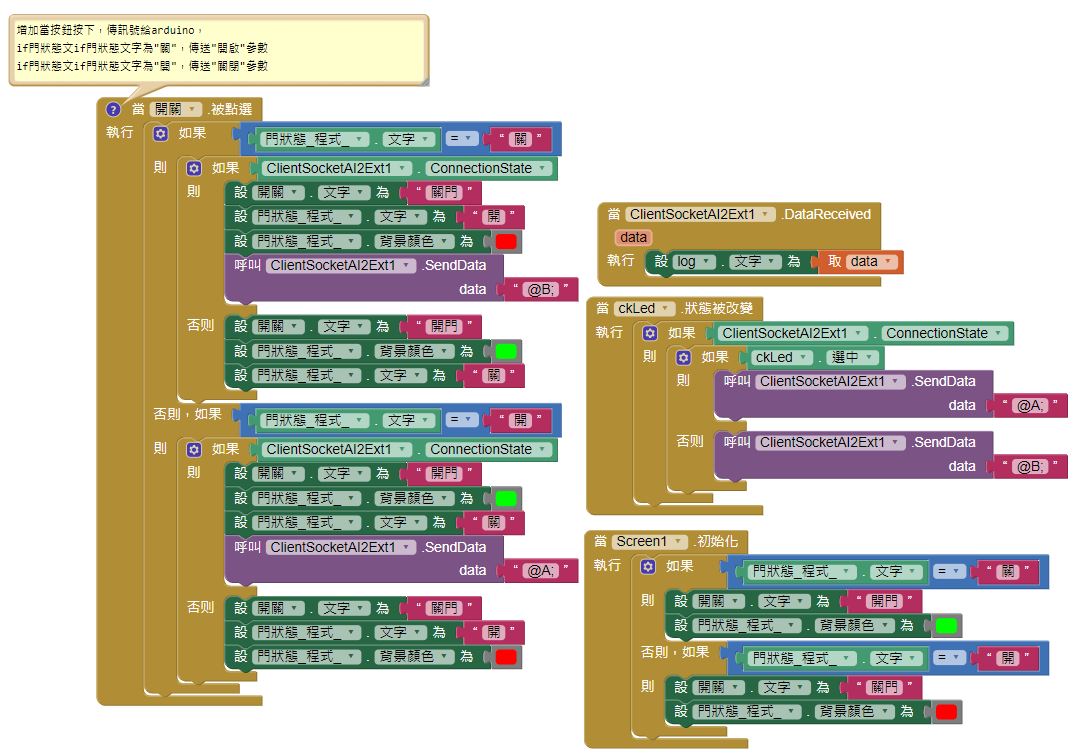 增加當按鈕按下，傳訊號給arduino，
if門狀態文if門狀態文字為"關"，傳送"開啟"參數
if門狀態文if門狀態文字為"開"，傳送"關閉"參數
? 當 開關 .被點選
執行 如果 門狀態_程式_ . 文字 = “ 關 ”
則 如果 ClientSocketAI2Ext1 . ConnectionState
則 設 開關 . 文字 為 “ 關門 ”
設 門狀態_程式_ . 文字 為 “ 開 ”
設 門狀態_程式_ . 背景顏色 為
呼叫 ClientSocketAI2Ext1 .SendData
data “ @B; ”
否則 設 開關 . 文字 為 “ 開門 ”
設 門狀態_程式_ . 背景顏色 為
設 門狀態_程式_ . 文字 為 “ 關 ”
否則，如果 門狀態_程式_ . 文字 = “ 開 ”
則 如果 ClientSocketAI2Ext1 . ConnectionState
則 設 開關 . 文字 為 “ 開門 ”
設 門狀態_程式_ . 背景顏色 為
設 門狀態_程式_ . 文字 為 “ 關 ”
呼叫 ClientSocketAI2Ext1 .SendData
data “ @A; ”
否則 設 開關 . 文字 為 “ 關門 ”
設 門狀態_程式_ . 文字 為 “ 開 ”
設 門狀態_程式_ . 背景顏色 為
當 ClientSocketAI2Ext1 .DataReceived
data
執行 設 log . 文字 為 取 data
當 ckLed .狀態被改變
執行 如果 ClientSocketAI2Ext1 . ConnectionState
則 如果 ckLed . 選中
則 呼叫 ClientSocketAI2Ext1 .SendData
data “ @A; ”
否則 呼叫 ClientSocketAI2Ext1 .SendData
data “ @B; ”
當 Screen1 .初始化
執行 如果 門狀態_程式_ . 文字 = “ 關 ”
則 設 開關 . 文字 為 “ 開門 ”
設 門狀態_程式_ . 背景顏色 為
否則，如果 門狀態_程式_ . 文字 = “ 開 ”
則 設 開關 . 文字 為 “ 關門 ”
設 門狀態_程式_ . 背景顏色 為